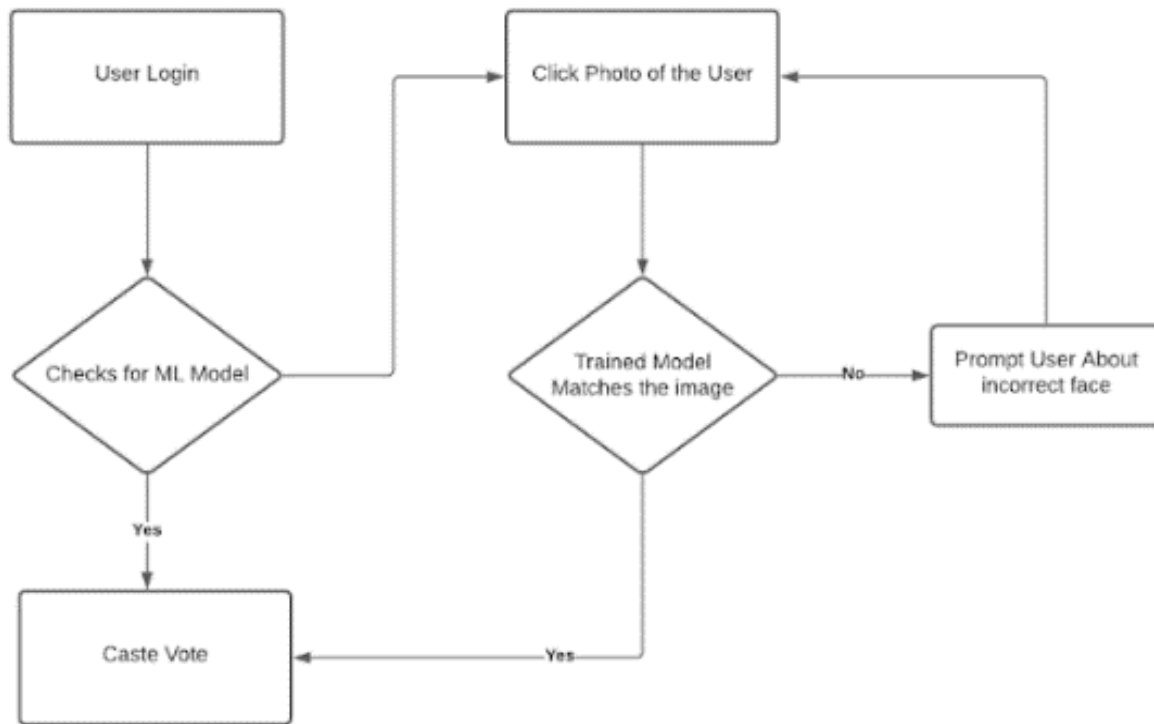 User Login
Click Photo of the User
Checks for ML Model
Trained Model
Matches the image
No
Prompt User About
incorrect face
Yes
Caste Vote
Yes